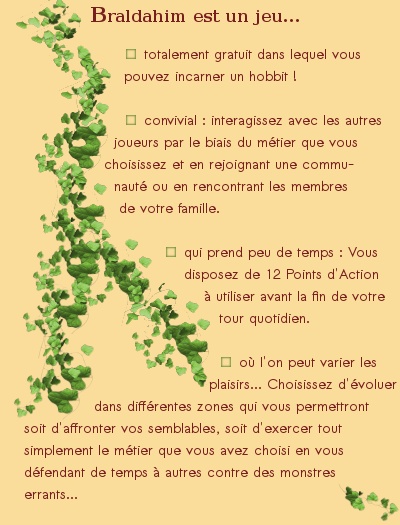 Braldahim est un jeu...
totalement gratuit dans lequel vous
pouvez incarner un hobbit !
convivial : interagissez avec les autres
joueurs par le biais du métier que vous
choisissez et en rejoignant une commu-
nauté ou en rencontrant les membres
de votre famille.
qui prend peu de temps : Vous
disposez de 12 Points d'Action
à utiliser avant la fin de votre
tour quotidien.
où l'on peut varier les
plaisirs... Choisissez d'évoluer
dans différentes zones qui vous permettront
soit d'affronter vos semblables, soit d'exercer tout
simplement le métier que vous avez choisi en vous
défendant de temps à autres contre des monstres
errants...